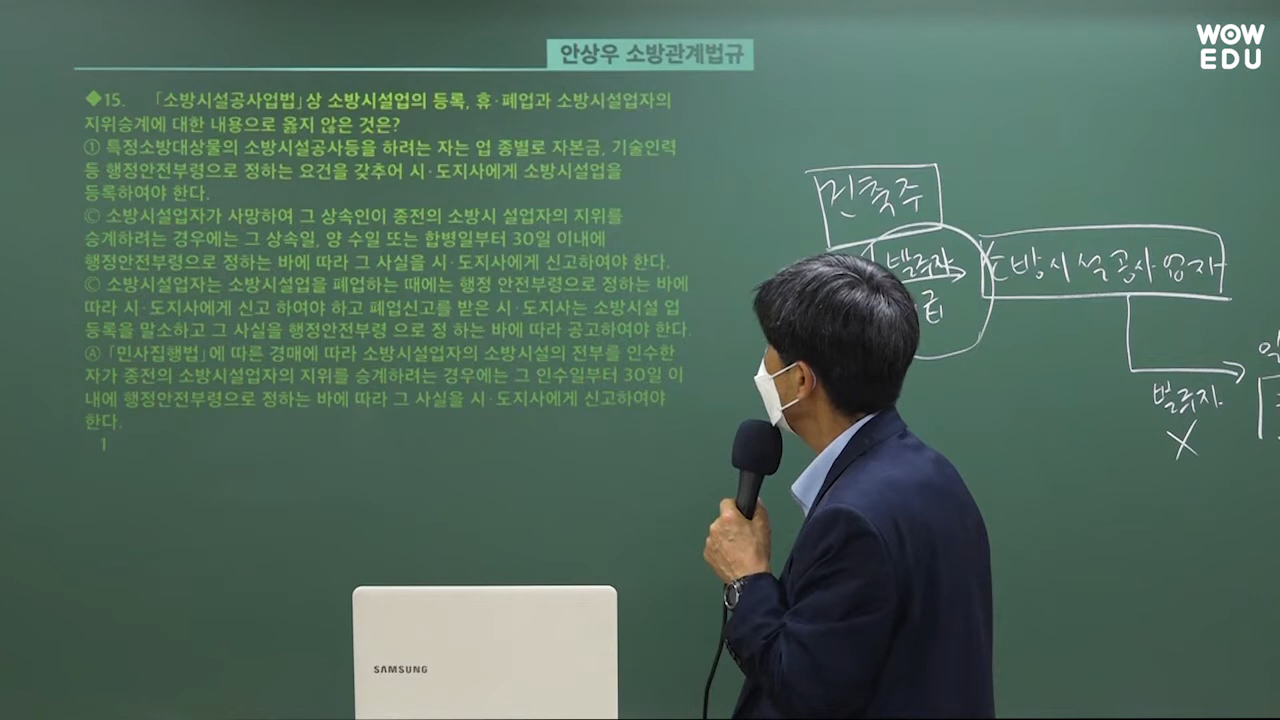 WOW
EDU
안상우 소방관계법규
◆15. 「소방시설공사업법」상 소방시설업의 등록, 휴·폐업과 소방시설업자의
지위승계에 대한 내용으로 옳지 않은 것은?
① 특정소방대상물의 소방시설공사등을 하려는 자는 업 종별로 자본금, 기술인력
등 행정안전부령으로 정하는 요건을 갖추어 시·도지사에게 소방시설업을
등록하여야 한다.
Ⓒ 소방시설업자가 사망하여 그 상속인이 종전의 소방시 설업자의 지위를
승계하려는 경우에는 그 상속일, 양 수일 또는 합병일부터 30일 이내에
행정안전부령으로 정하는 바에 따라 그 사실을 시·도지사에게 신고하여야 한다.
Ⓒ 소방시설업자는 소방시설업을 폐업하는 때에는 행정 안전부령으로 정하는 바에
따라 시·도지사에게 신고 하여야 하고 폐업신고를 받은 시·도지사는 소방시설 업
등록을 말소하고 그 사실을 행정안전부령 으로 정 하는 바에 따라 공고하여야 한다.
Ⓐ 「민사집행법」에 따른 경매에 따라 소방시설업자의 소방시설의 전부를 인수한
자가 종전의 소방시설업자의 지위를 승계하려는 경우에는 그 인수일부터 30일 이
내에 행정안전부령으로 정하는 바에 따라 그 사실을 시·도지사에게 신고하여야
한다.
1
건축주
발주자
소방시설공사업자
발주자
X
SAMSUNG